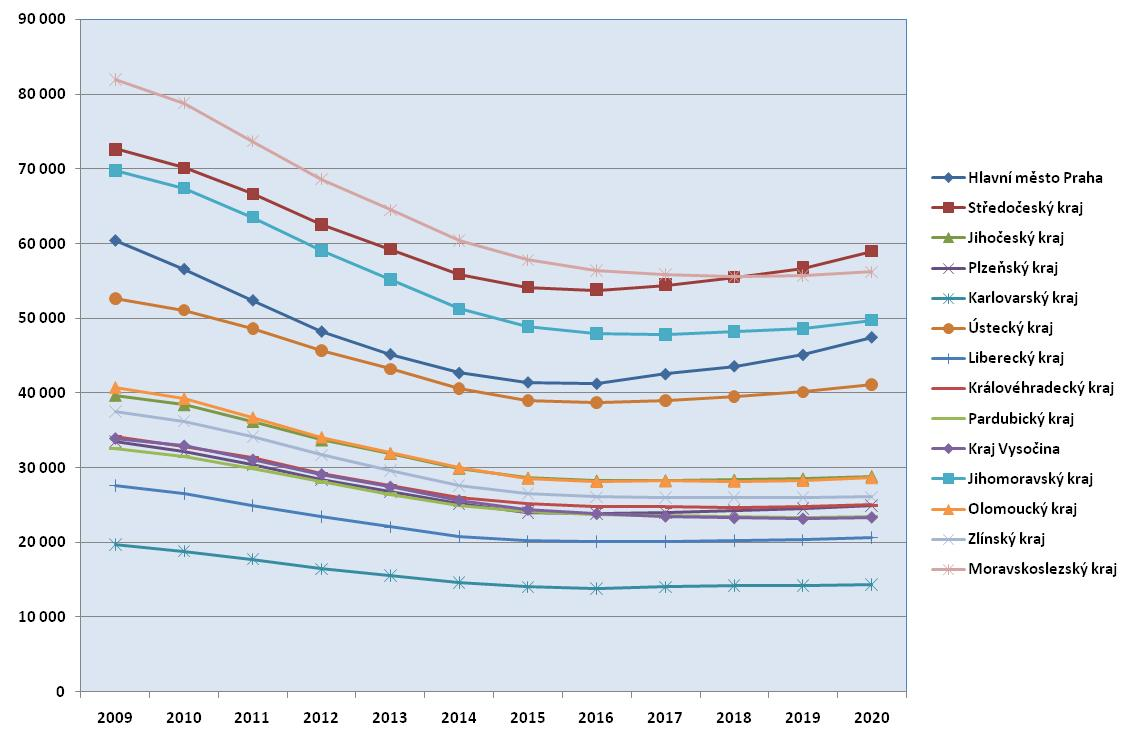 90 000
80 000
70 000
60 000
50 000
40 000
30 000
20 000
10 000
0
2009 2010 2011 2012 2013 2014 2015 2016 2017 2018 2019 2020
Hlavní město Praha
Středočeský kraj
Jihočeský kraj
Plzeňský kraj
Karlovarský kraj
Ústecký kraj
Liberecký kraj
Královéhradecký kraj
Pardubický kraj
Kraj Vysočina
Jihomoravský kraj
Olomoucký kraj
Zlínský kraj
Moravskoslezský kraj